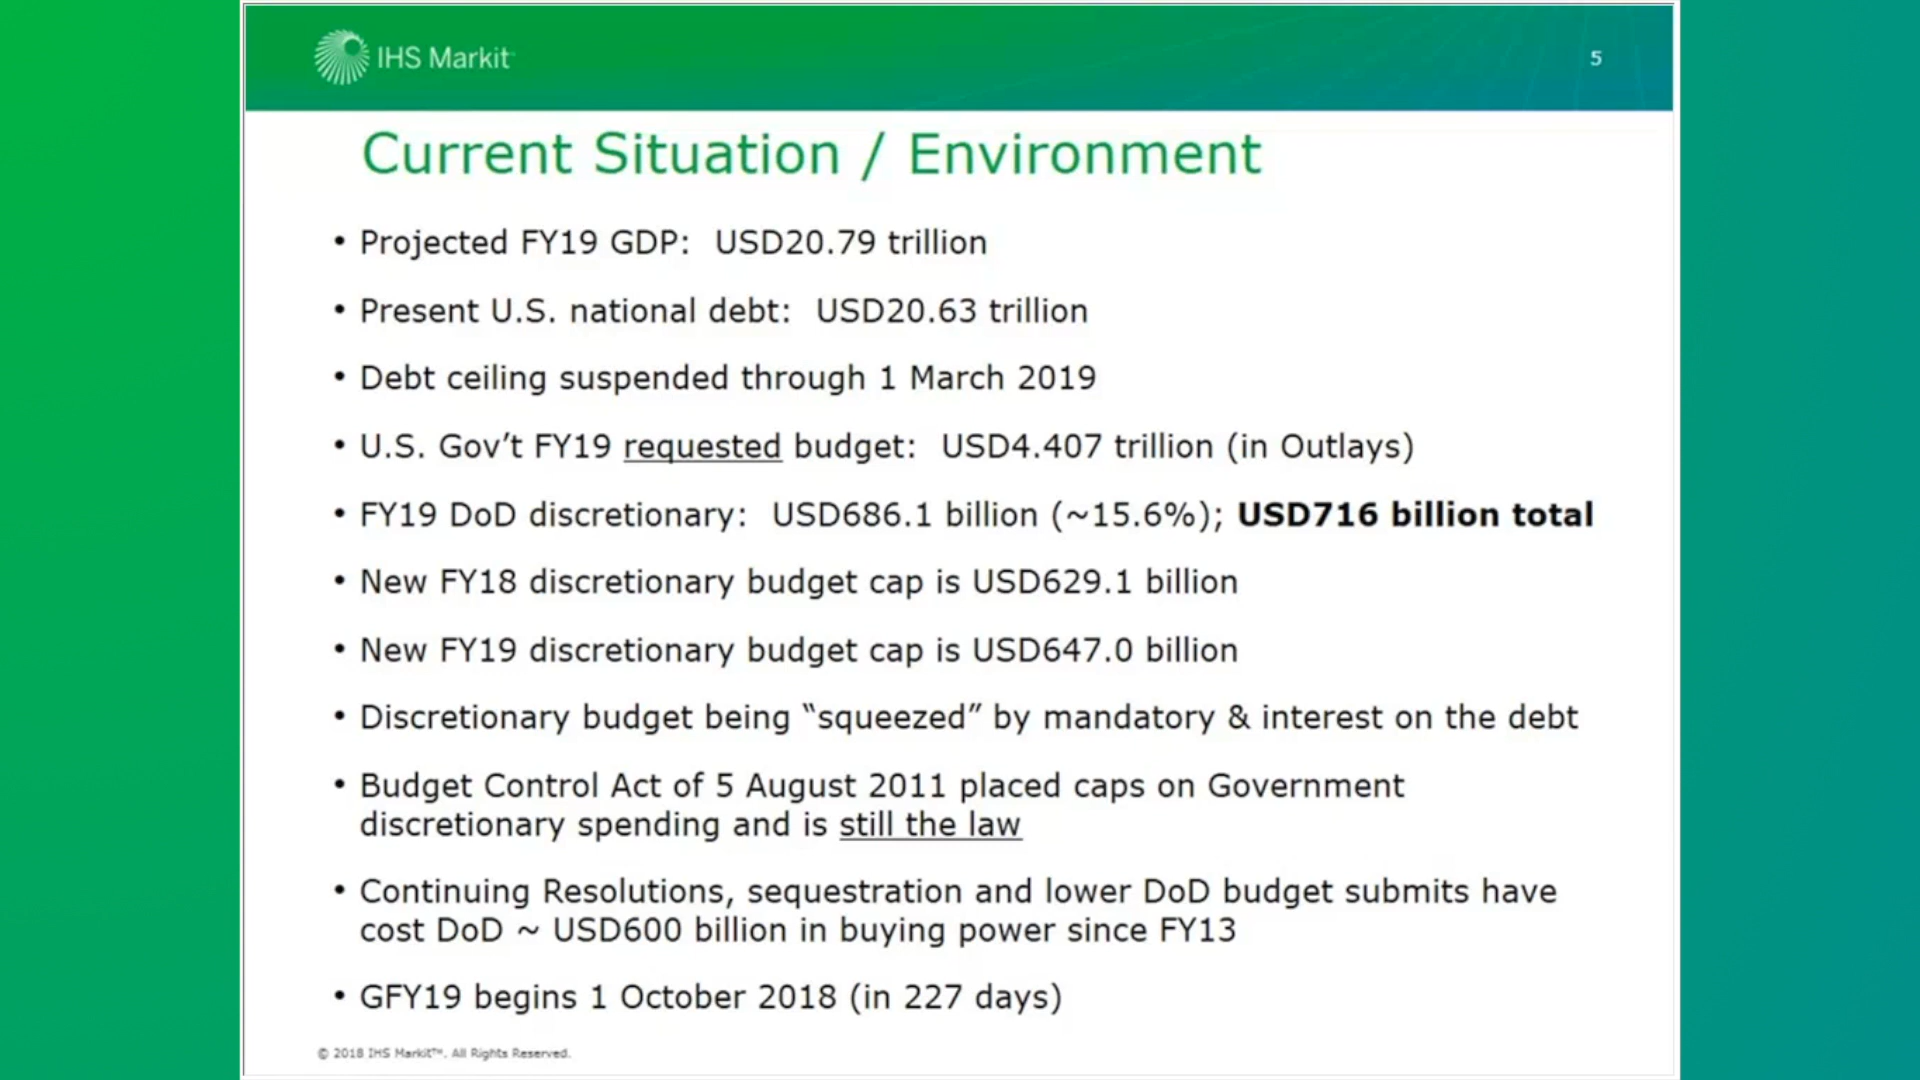 IHS Markit
5
Current Situation / Environment
• Projected FY19 GDP:  USD20.79 trillion
• Present U.S. national debt:  USD20.63 trillion
• Debt ceiling suspended through 1 March 2019
• U.S. Gov’t FY19 requested budget:  USD4.407 trillion (in Outlays)
• FY19 DoD discretionary:  USD686.1 billion (~15.6%); USD716 billion total
• New FY18 discretionary budget cap is USD629.1 billion
• New FY19 discretionary budget cap is USD647.0 billion
• Discretionary budget being “squeezed” by mandatory & interest on the debt
• Budget Control Act of 5 August 2011 placed caps on Government
discretionary spending and is still the law
• Continuing Resolutions, sequestration and lower DoD budget submits have
cost DoD ~ USD600 billion in buying power since FY13
• GFY19 begins 1 October 2018 (in 227 days)
© 2018 IHS Markit™. All Rights Reserved.